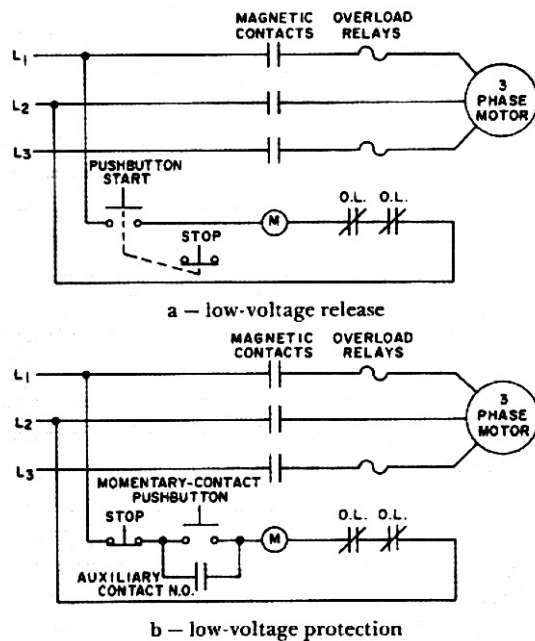 MAGNETIC CONTACTS
OVERLOAD RELAYS
L1
L2
L3
3 PHASE MOTOR
PUSHBUTTON START
STOP
M
O.L. O.L.
a – low-voltage release
MAGNETIC CONTACTS
OVERLOAD RELAYS
L1
L2
L3
3 PHASE MOTOR
MOMENTARY-CONTACT PUSHBUTTON
STOP
M
O.L. O.L.
AUXILIARY CONTACT N.O.
b – low-voltage protection